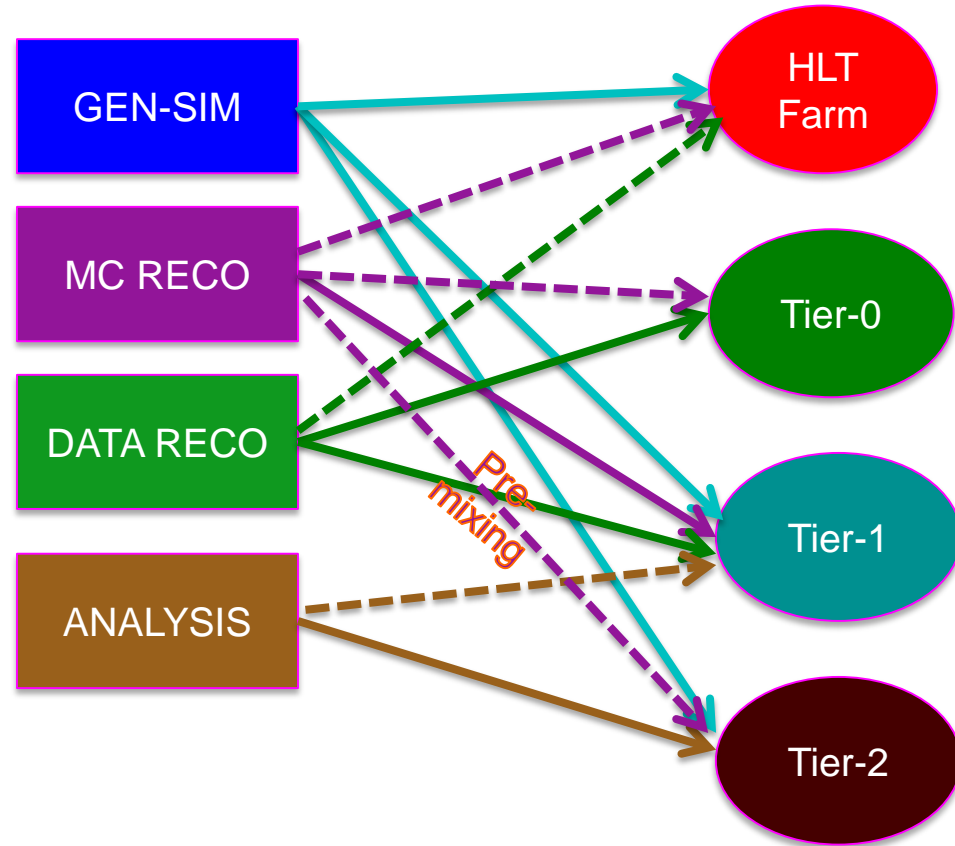 GEN-SIM
MC RECO
DATA RECO
ANALYSIS
Pre-
mixing
HLT
Farm
Tier-0
Tier-1
Tier-2